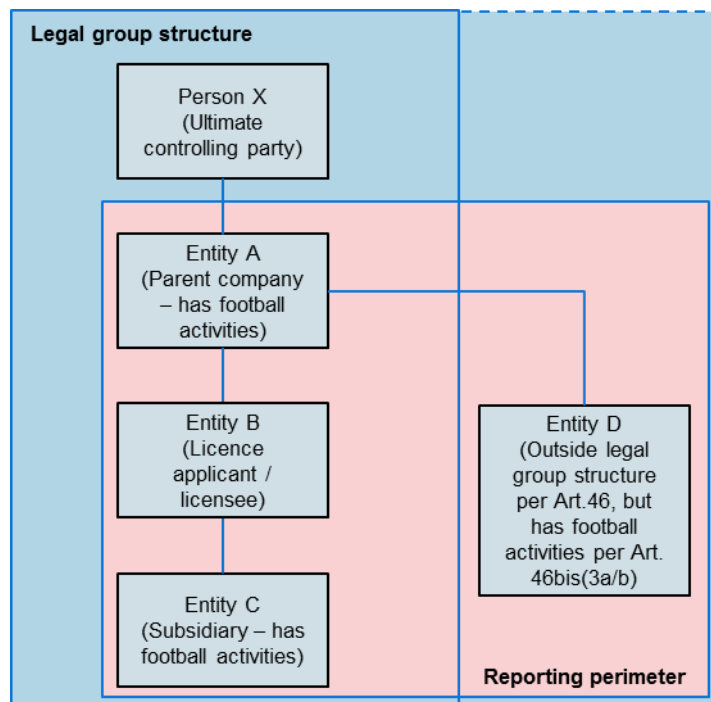 Legal group structure
Person X
(Ultimate
controlling party)
Entity A
(Parent company
– has football
activities)
Entity B
(Licence
applicant /
licensee)
Entity D
(Outside legal
group structure
per Art.46, but
has football
activities per Art.
46bis(3a/b)
Entity C
(Subsidiary – has
football activities)
Reporting perimeter